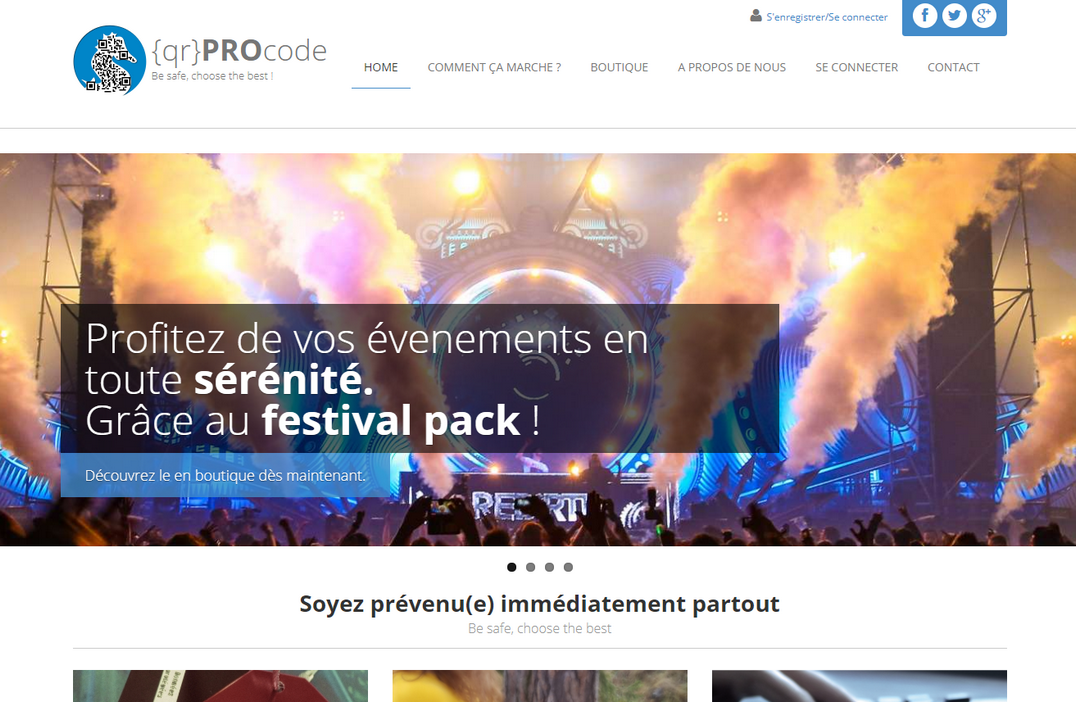 S'enregistrer/Se connecter
{qr}PROcode
Be safe, choose the best !
HOME COMMENT ÇA MARCHE ? BOUTIQUE A PROPOS DE NOUS SE CONNECTER CONTACT
Profitez de vos évenements en
toute sérénité.
Grâce au festival pack !
Découvrez le en boutique dès maintenant.
Soyez prévenu(e) immédiatement partout
Be safe, choose the best